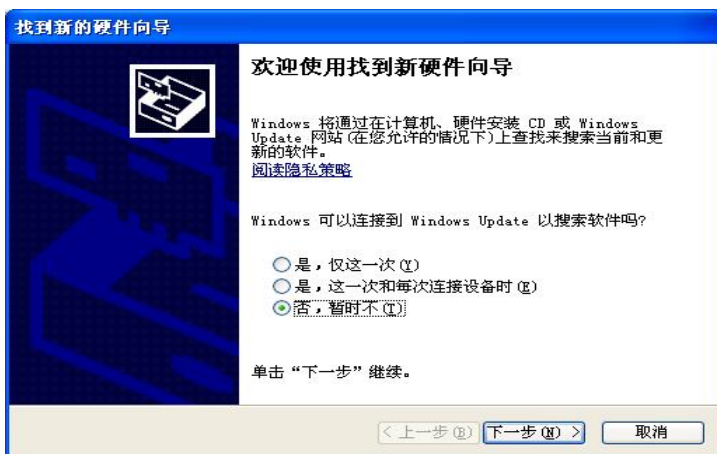 找到新的硬件向导
欢迎使用找到新硬件向导
Windows 将通过在计算机、硬件安装 CD 或 Windows
Update 网站(在您允许的情况下)上查找来搜索当前和更
新的软件。
阅读隐私策略
Windows 可以连接到 Windows Update 以搜索软件吗?
是，仅这一次(Y)
是，这一次和每次连接设备时(E)
否，暂时不(T)
单击“下一步”继续。
< 上一步(B)
下一步(N) >
取消